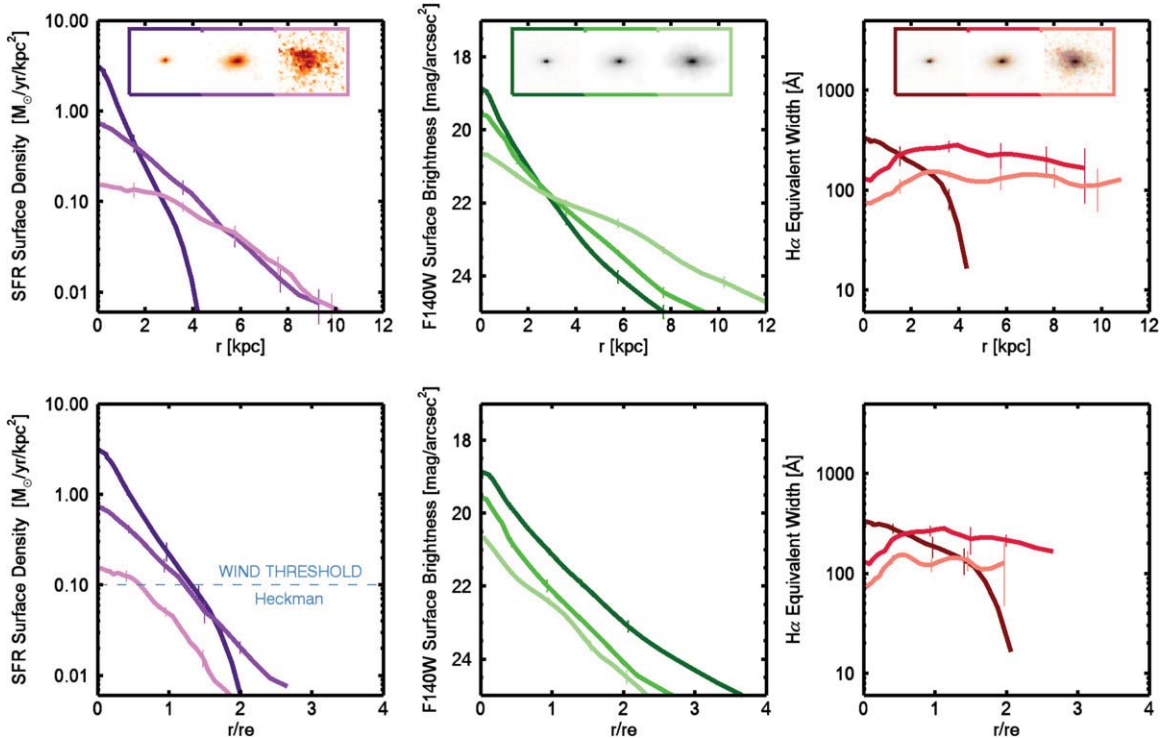 SFR Surface Density [M⊙/yr/kpc²]
10.00
1.00
0.10
0.01
0 2 4 6 8 10 12
r [kpc]
F140W Surface Brightness [mag/arcsec²]
18
20
22
24
0 2 4 6 8 10 12
r [kpc]
Hα Equivalent Width [Å]
1000
100
10
0 2 4 6 8 10 12
r [kpc]
SFR Surface Density [M⊙/yr/kpc²]
10.00
1.00
0.10
0.01
WIND THRESHOLD
Heckman
0 1 2 3 4
r/re
F140W Surface Brightness [mag/arcsec²]
18
20
22
24
0 1 2 3 4
r/re
Hα Equivalent Width [Å]
1000
100
10
0 1 2 3 4
r/re